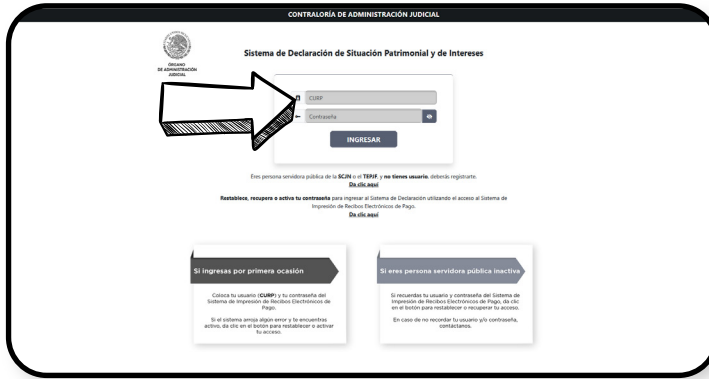 CONTRALORÍA DE ADMINISTRACIÓN JUDICIAL
ÓRGANO
DE ADMINISTRACIÓN
JUDICIAL
Sistema de Declaración de Situación Patrimonial y de Intereses
CURP
Contraseña
INGRESAR
Eres persona servidora pública de la SCJN o el TEPJF, y no tienes usuario, deberás registrarte.
Da clic aquí
Restablece, recupera o activa tu contraseña para ingresar al Sistema de Declaración utilizando el acceso al Sistema de
Impresión de Recibos Electrónicos de Pago.
Da clic aquí
Si ingresas por primera ocasión
Coloca tu usuario (CURP) y tu contraseña del
Sistema de Impresión de Recibos Electrónicos de
Pago.
Si el sistema arroja algún error y te encuentras
activo, da clic en el botón para restablecer o activar
tu acceso.
Si eres persona servidora pública inactiva
Si recuerdas tu usuario y contraseña del Sistema de
Impresión de Recibos Electrónicos de Pago, da clic
en el botón para restablecer o recuperar tu acceso.
En caso de no recordar tu usuario y/o contraseña,
contáctanos.